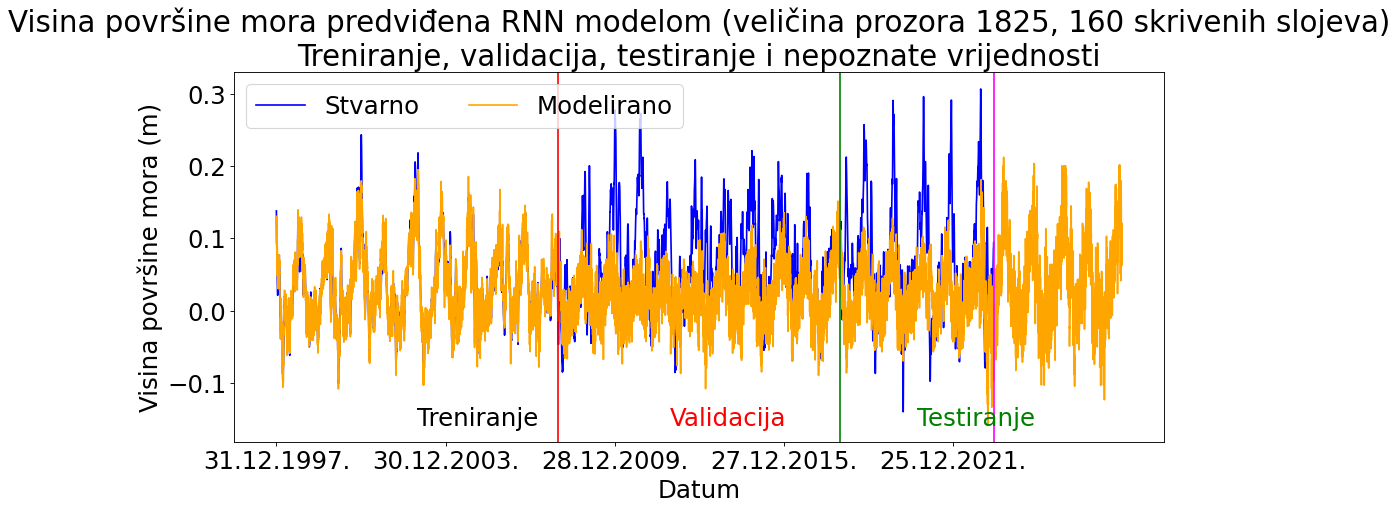 Visina površine mora predviđena RNN modelom (veličina prozora 1825, 160 skrivenih slojeva)
Treniranje, validacija, testiranje i nepoznate vrijednosti
Stvarno
Modelirano
Visina površine mora (m)
0.3
0.2
0.1
0.0
−0.1
Treniranje
Validacija
Testiranje
31.12.1997.
30.12.2003.
28.12.2009.
27.12.2015.
25.12.2021.
Datum